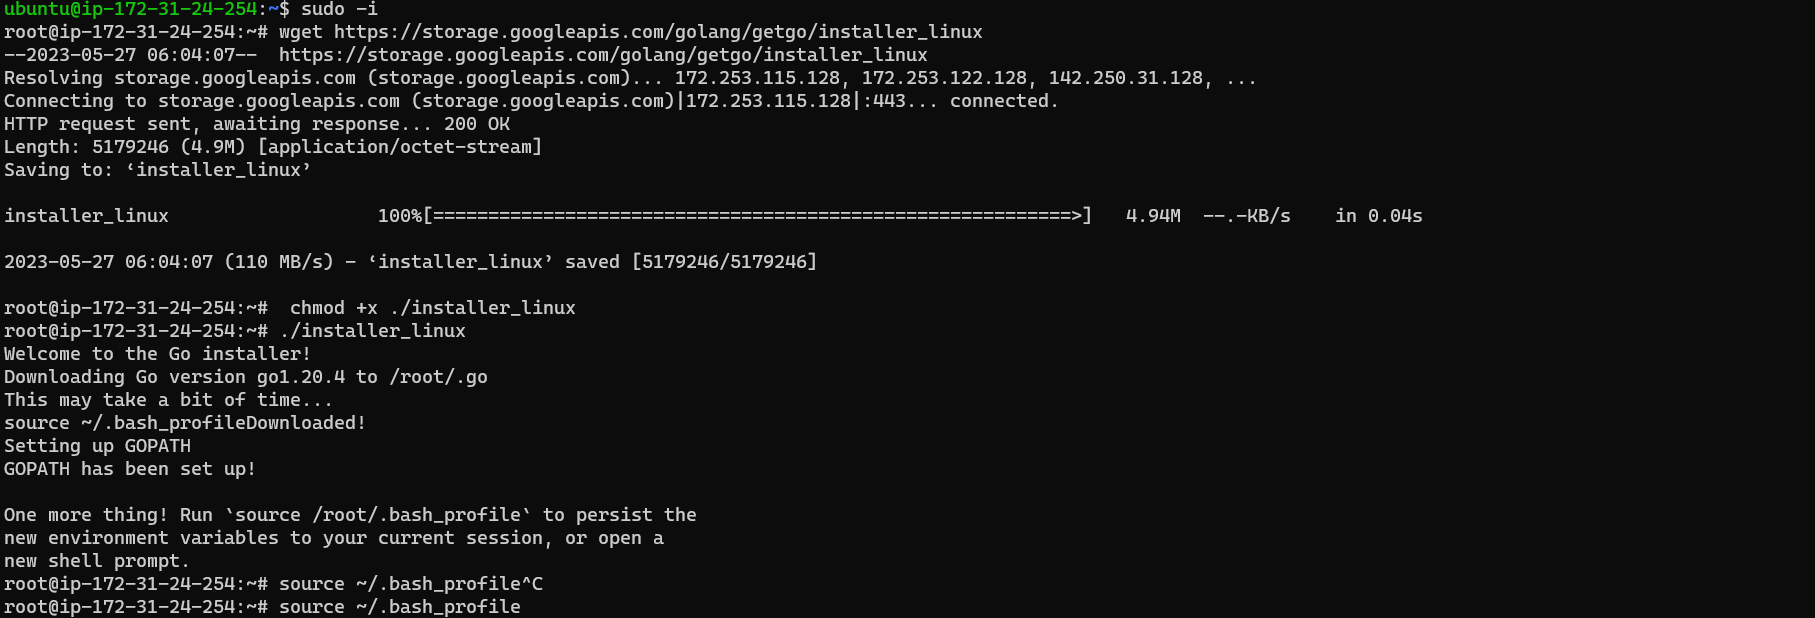 ubuntu@ip-172-31-24-254:~$ sudo -i
root@ip-172-31-24-254:~# wget https://storage.googleapis.com/golang/getgo/installer_linux
--2023-05-27 06:04:07--  https://storage.googleapis.com/golang/getgo/installer_linux
Resolving storage.googleapis.com (storage.googleapis.com)... 172.253.115.128, 172.253.122.128, 142.250.31.128, ...
Connecting to storage.googleapis.com (storage.googleapis.com)|172.253.115.128|:443... connected.
HTTP request sent, awaiting response... 200 OK
Length: 5179246 (4.9M) [application/octet-stream]
Saving to: ‘installer_linux’
installer_linux                   100%[==========================================================>]   4.94M  --.-KB/s    in 0.04s
2023-05-27 06:04:07 (110 MB/s) - ‘installer_linux’ saved [5179246/5179246]
root@ip-172-31-24-254:~#  chmod +x ./installer_linux
root@ip-172-31-24-254:~# ./installer_linux
Welcome to the Go installer!
Downloading Go version go1.20.4 to /root/.go
This may take a bit of time...
source ~/.bash_profileDownloaded!
Setting up GOPATH
GOPATH has been set up!
One more thing! Run `source /root/.bash_profile` to persist the
new environment variables to your current session, or open a
new shell prompt.
root@ip-172-31-24-254:~# source ~/.bash_profile^C
root@ip-172-31-24-254:~# source ~/.bash_profile